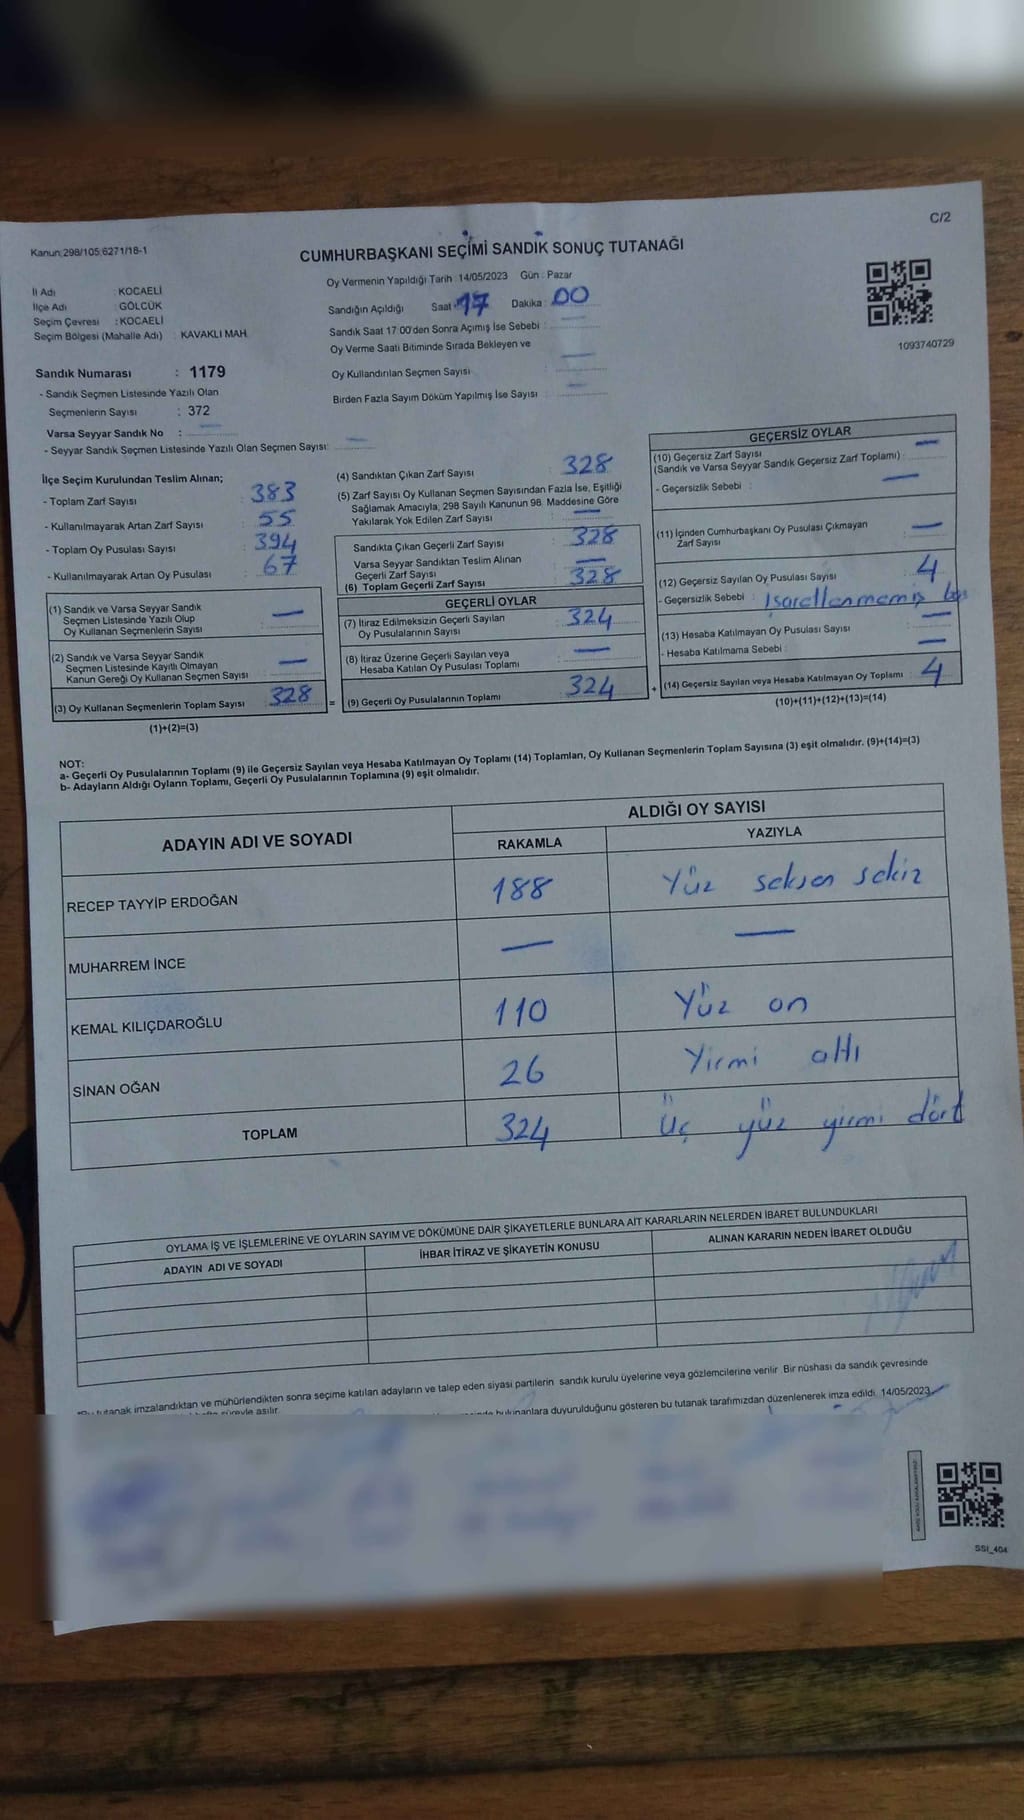 C/2
Kanun:298/105;6271/18-1
CUMHURBAŞKANI SEÇİMİ SANDIK SONUÇ TUTANAĞI
Oy Vermenin Yapıldığı Tarih : 14/05/2023 Gün : Pazar
İl Adı : KOCAELİ
İlçe Adı : GÖLCÜK
Seçim Çevresi : KOCAELİ
Seçim Bölgesi (Mahalle Adı) : KAVAKLI MAH.
Sandığın Açıldığı Saat : 17 Dakika : 00
Sandık Saat 17:00'den Sonra Açımış İse Sebebi : —
Oy Verme Saati Bitiminde Sırada Bekleyen ve
Oy Kullandırılan Seçmen Sayısı : —
Birden Fazla Sayım Döküm Yapılmış İse Sayısı : —
1093740729
Sandık Numarası : 1179
- Sandık Seçmen Listesinde Yazılı Olan
Seçmenlerin Sayısı : 372
Varsa Seyyar Sandık No : —
- Seyyar Sandık Seçmen Listesinde Yazılı Olan Seçmen Sayısı: —
İlçe Seçim Kurulundan Teslim Alınan;
- Toplam Zarf Sayısı : 383
- Kullanılmayarak Artan Zarf Sayısı : 55
- Toplam Oy Pusulası Sayısı : 394
- Kullanılmayarak Artan Oy Pusulası : 67
(1) Sandık ve Varsa Seyyar Sandık
Seçmen Listesinde Yazılı Olup
Oy Kullanan Seçmenlerin Sayısı : —
(2) Sandık ve Varsa Seyyar Sandık
Seçmen Listesinde Kayıtlı Olmayan
Kanun Gereği Oy Kullanan Seçmen Sayısı : —
(3) Oy Kullanan Seçmenlerin Toplam Sayısı : 328
(1)+(2)=(3)
=
(4) Sandıktan Çıkan Zarf Sayısı : 328
(5) Zarf Sayısı Oy Kullanan Seçmen Sayısından Fazla İse, Eşitliği
Sağlamak Amacıyla; 298 Sayılı Kanunun 98. Maddesine Göre
Yakılarak Yok Edilen Zarf Sayısı : —
Sandıkta Çıkan Geçerli Zarf Sayısı : 328
Varsa Seyyar Sandıktan Teslim Alınan
Geçerli Zarf Sayısı : —
(6) Toplam Geçerli Zarf Sayısı : 328
GEÇERLİ OYLAR
(7) İtiraz Edilmeksizin Geçerli Sayılan
Oy Pusulalarının Sayısı : 324
(8) İtiraz Üzerine Geçerli Sayılan veya
Hesaba Katılan Oy Pusulası Toplamı : —
(9) Geçerli Oy Pusulalarının Toplamı : 324
+
GEÇERSİZ OYLAR
(10) Geçersiz Zarf Sayısı
(Sandık ve Varsa Seyyar Sandık Geçersiz Zarf Toplamı) : —
- Geçersizlik Sebebi : —
(11) İçinden Cumhurbaşkanı Oy Pusulası Çıkmayan
Zarf Sayısı : —
(12) Geçersiz Sayılan Oy Pusulası Sayısı : 4
- Geçersizlik Sebebi : İşaretlenmemiş
(13) Hesaba Katılmayan Oy Pusulası Sayısı : —
- Hesaba Katılmama Sebebi : —
(14) Geçersiz Sayılan veya Hesaba Katılmayan Oy Toplamı : 4
(10)+(11)+(12)+(13)=(14)
NOT:
a- Geçerli Oy Pusulalarının Toplamı (9) ile Geçersiz Sayılan veya Hesaba Katılmayan Oy Toplamı (14) Toplamları, Oy Kullanan Seçmenlerin Toplam Sayısına (3) eşit olmalıdır. (9)+(14)=(3)
b- Adayların Aldığı Oyların Toplamı, Geçerli Oy Pusulalarının Toplamına (9) eşit olmalıdır.
ADAYIN ADI VE SOYADI
ALDIĞI OY SAYISI
RAKAMLA YAZIYLA
RECEP TAYYİP ERDOĞAN 188 Yüz seksen sekiz
MUHARREM İNCE — —
KEMAL KILIÇDAROĞLU 110 Yüz on
SİNAN OĞAN 26 Yirmi altı
TOPLAM 324 Üç yüz yirmi dört
OYLAMA İŞ VE İŞLEMLERİNE VE OYLARIN SAYIM VE DÖKÜMÜNE DAİR ŞİKAYETLERLE BUNLARA AİT KARARLARIN NELERDEN İBARET BULUNDUKLARI
ADAYIN ADI VE SOYADI İHBAR İTİRAZ VE ŞİKAYETİN KONUSU ALINAN KARARIN NEDEN İBARET OLDUĞU
tutanak imzalandıktan ve mühürlendikten sonra seçime katılan adayların ve talep eden siyasi partilerin sandık kurulu üyelerine veya gözlemcilerine verilir. Bir nüshası da sandık çevresinde
bulunanlara duyurulduğunu gösteren bu tutanak tarafımızdan düzenlenerek imza edildi. 14/05/2023
SSI_404